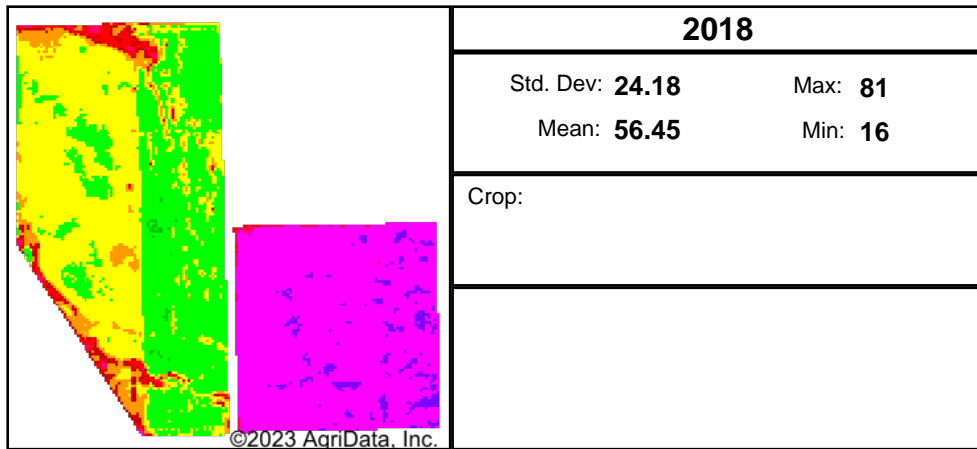 2018
Std. Dev: 24.18 Max: 81
Mean: 56.45 Min: 16
Crop:
©2023 AgriData, Inc.